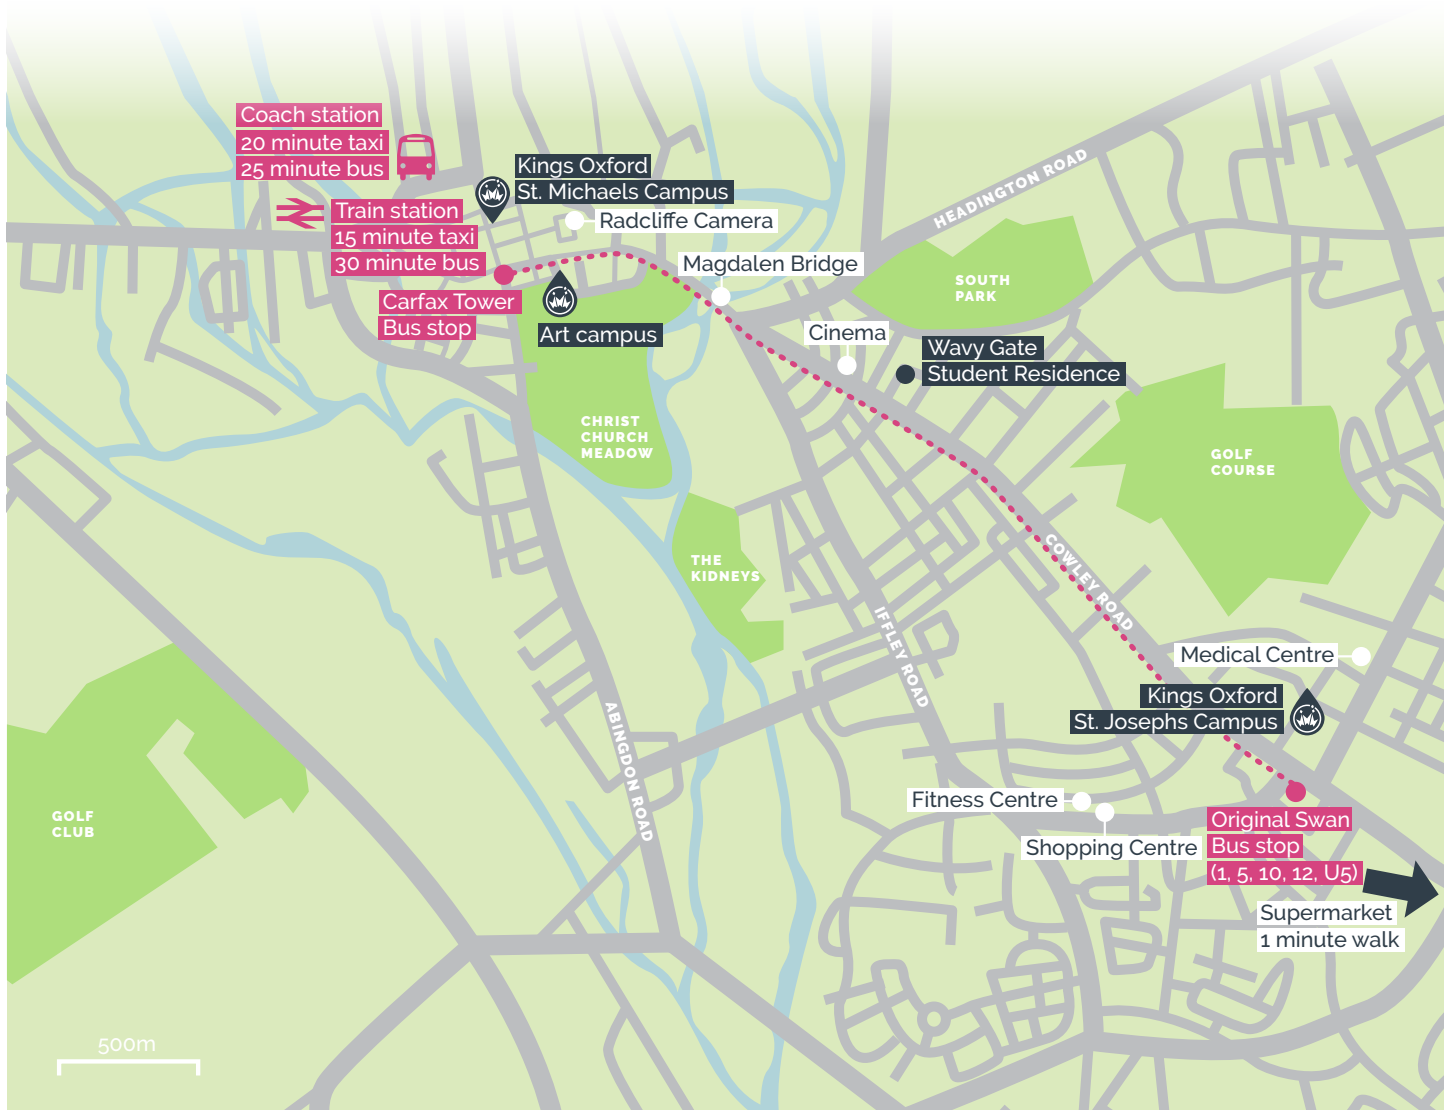 Coach station
20 minute taxi
25 minute bus
Kings Oxford
St. Michaels Campus
Train station
15 minute taxi
30 minute bus
Radcliffe Camera
HEADINGTON ROAD
Magdalen Bridge
SOUTH
PARK
Carfax Tower
Bus stop
Art campus
Cinema
Wavy Gate
Student Residence
CHRIST
CHURCH
MEADOW
GOLF
COURSE
THE
KIDNEYS
COWLEY ROAD
IFFLEY ROAD
Medical Centre
Kings Oxford
St. Josephs Campus
ABINGDON ROAD
GOLF
CLUB
Fitness Centre
Shopping Centre
Original Swan
Bus stop
(1, 5, 10, 12, U5)
Supermarket
1 minute walk
500m